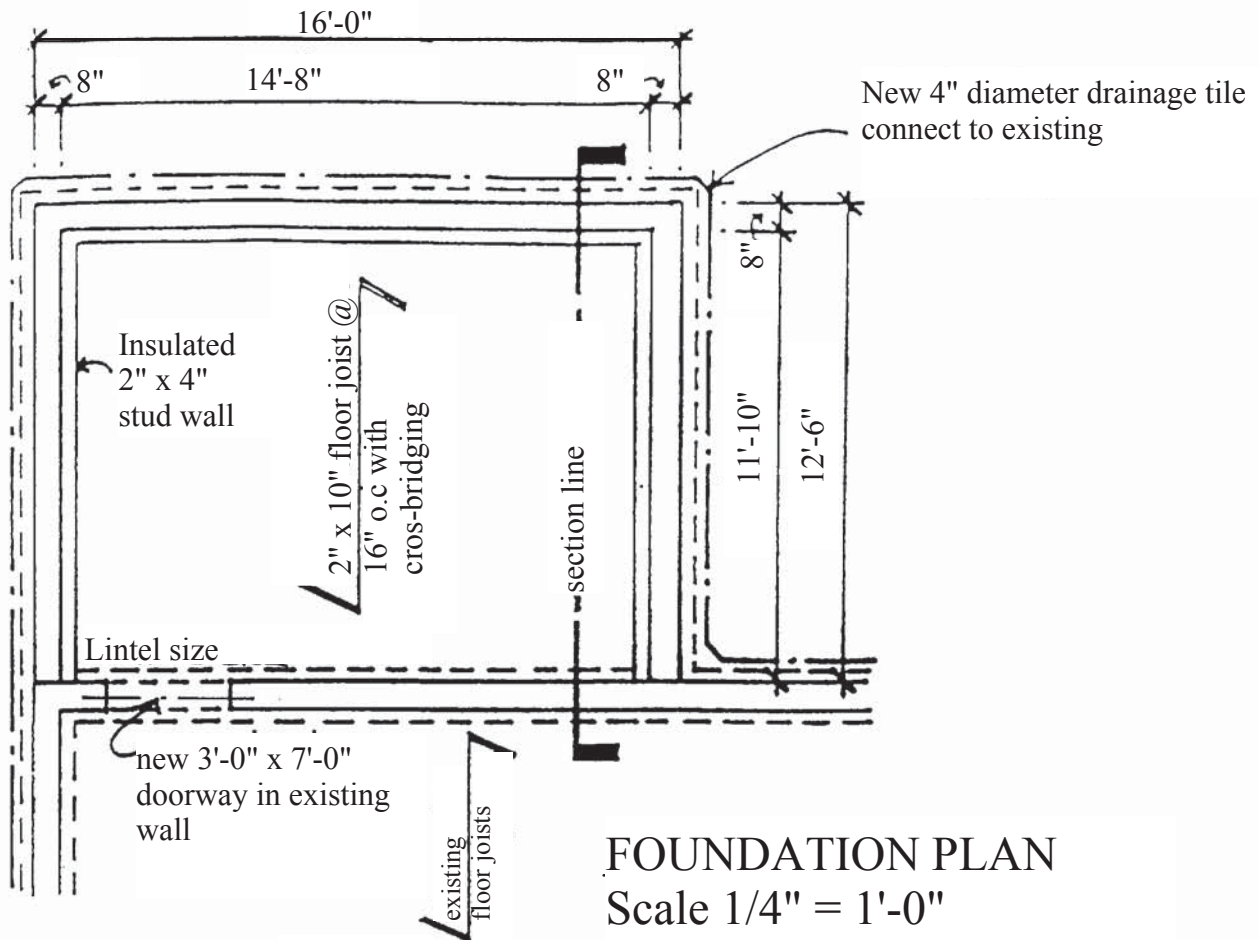 16'-0"
8"
14'-8"
8"
New 4" diameter drainage tile
connect to existing
8"
Insulated
2" x 4"
stud wall
2" x 10" floor joist @
16" o.c with
cros-bridging
section line
11'-10"
12'-6"
Lintel size
new 3'-0" x 7'-0"
doorway in existing
wall
existing
floor joists
FOUNDATION PLAN
Scale 1/4" = 1'-0"